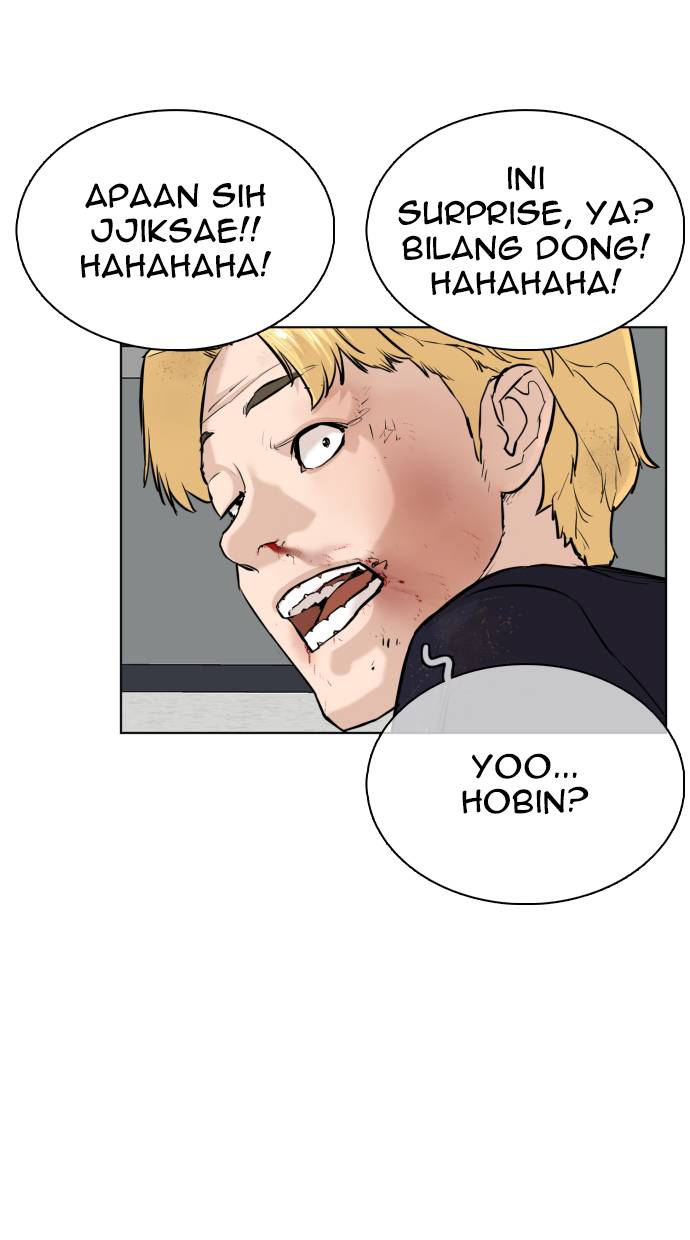 APAAN SIH
JJIKSAE!!
HAHAHAHA!
INI
SURPRISE, YA?
BILANG DONG!
HAHAHAHA!
YOO...
HOBIN?